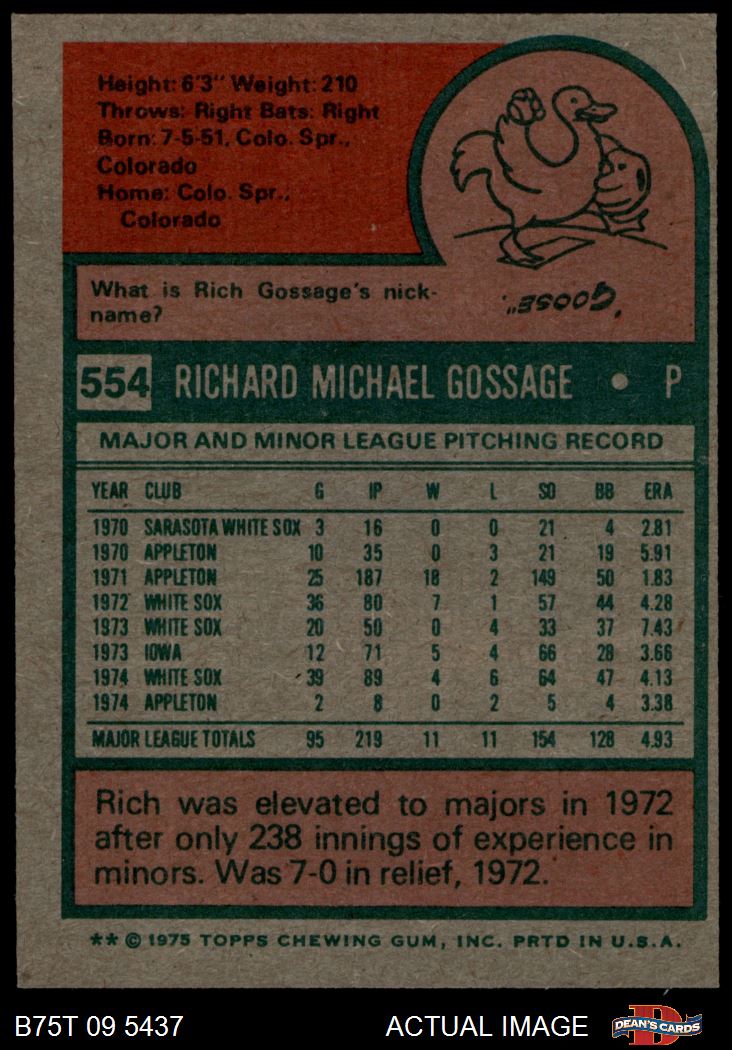 Height: 6'3" Weight: 210
Throws: Right Bats: Right
Born: 7-5-51, Colo. Spr.,
Colorado
Home: Colo. Spr.,
Colorado
What is Rich Gossage's nick-
name?
"Goose."
554 RICHARD MICHAEL GOSSAGE • P
MAJOR AND MINOR LEAGUE PITCHING RECORD
YEAR CLUB G IP W L SO BB ERA
1970 SARASOTA WHITE SOX 3 16 0 0 21 4 2.81
1970 APPLETON 10 35 0 3 21 19 5.91
1971 APPLETON 25 187 18 2 149 50 1.83
1972 WHITE SOX 36 80 7 1 57 44 4.28
1973 WHITE SOX 20 50 0 4 33 37 7.43
1973 IOWA 12 71 5 4 66 28 3.66
1974 WHITE SOX 39 89 4 6 64 47 4.13
1974 APPLETON 2 8 0 2 5 4 3.38
MAJOR LEAGUE TOTALS 95 219 11 11 154 128 4.93
Rich was elevated to majors in 1972
after only 238 innings of experience in
minors. Was 7-0 in relief, 1972.
** © 1975 TOPPS CHEWING GUM, INC. PRTD IN U.S.A.
B75T 09 5437 ACTUAL IMAGE D DEAN'S CARDS